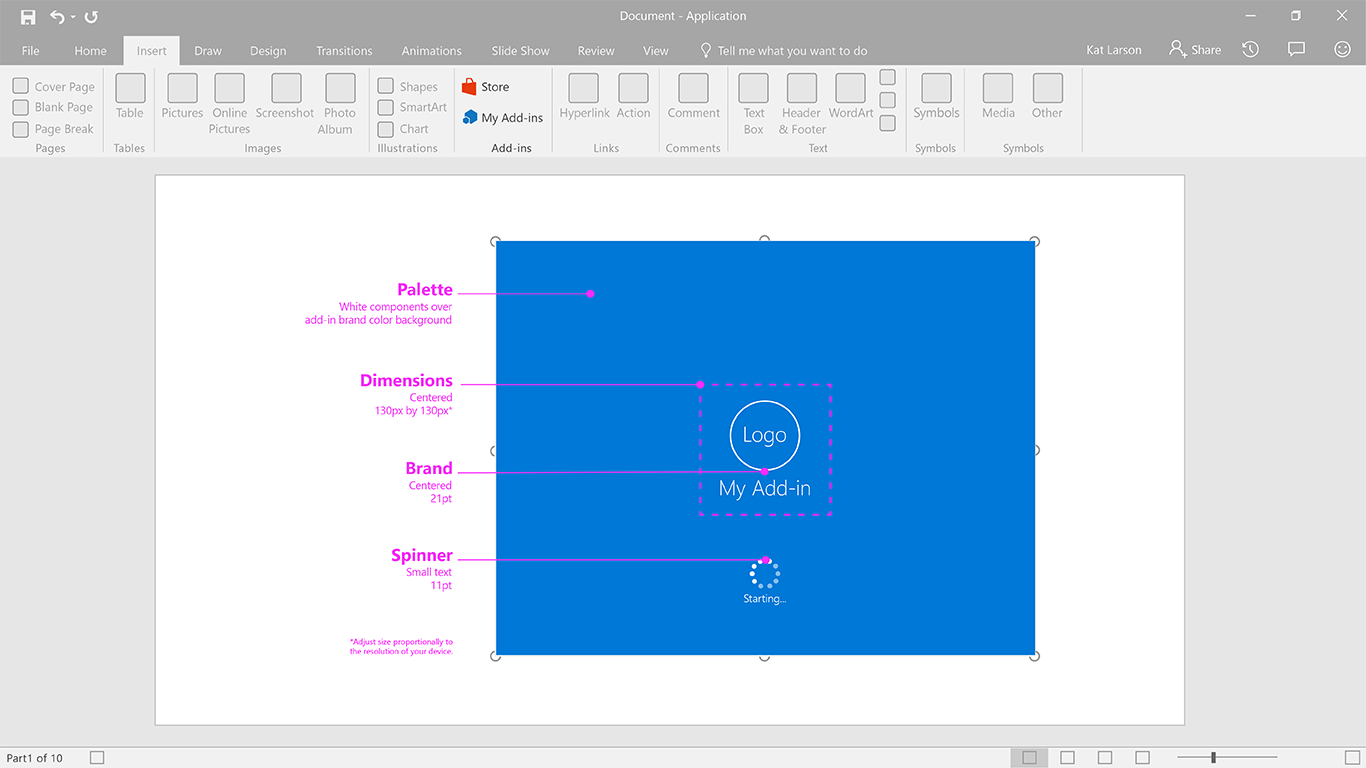 Document - Application
File Home Insert Draw Design Transitions Animations Slide Show Review View Tell me what you want to do Kat Larson Share
Cover Page
Blank Page
Page Break
Pages
Table
Tables
Pictures
Online
Pictures
Screenshot
Photo
Album
Images
Shapes
SmartArt
Chart
Illustrations
Store
My Add-ins
Add-ins
Hyperlink
Action
Links
Comment
Comments
Text
Box
Header
& Footer
WordArt
Text
Symbols
Symbols
Media
Other
Symbols
Palette
White components over
add-in brand color background
Dimensions
Centered
130px by 130px*
Brand
Centered
21pt
Spinner
Small text
11pt
*Adjust size proportionally to
the resolution of your device.
Logo
My Add-in
Starting...
Part1 of 10